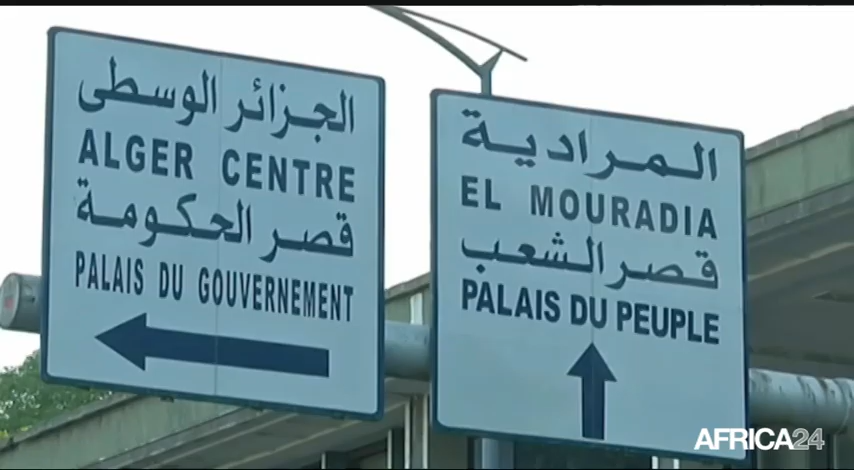 الجزائر الوسطى
ALGER CENTRE
قصر الحكومة
PALAIS DU GOUVERNEMENT
المرادية
EL MOURADIA
قصر الشعب
PALAIS DU PEUPLE
AFRICA24